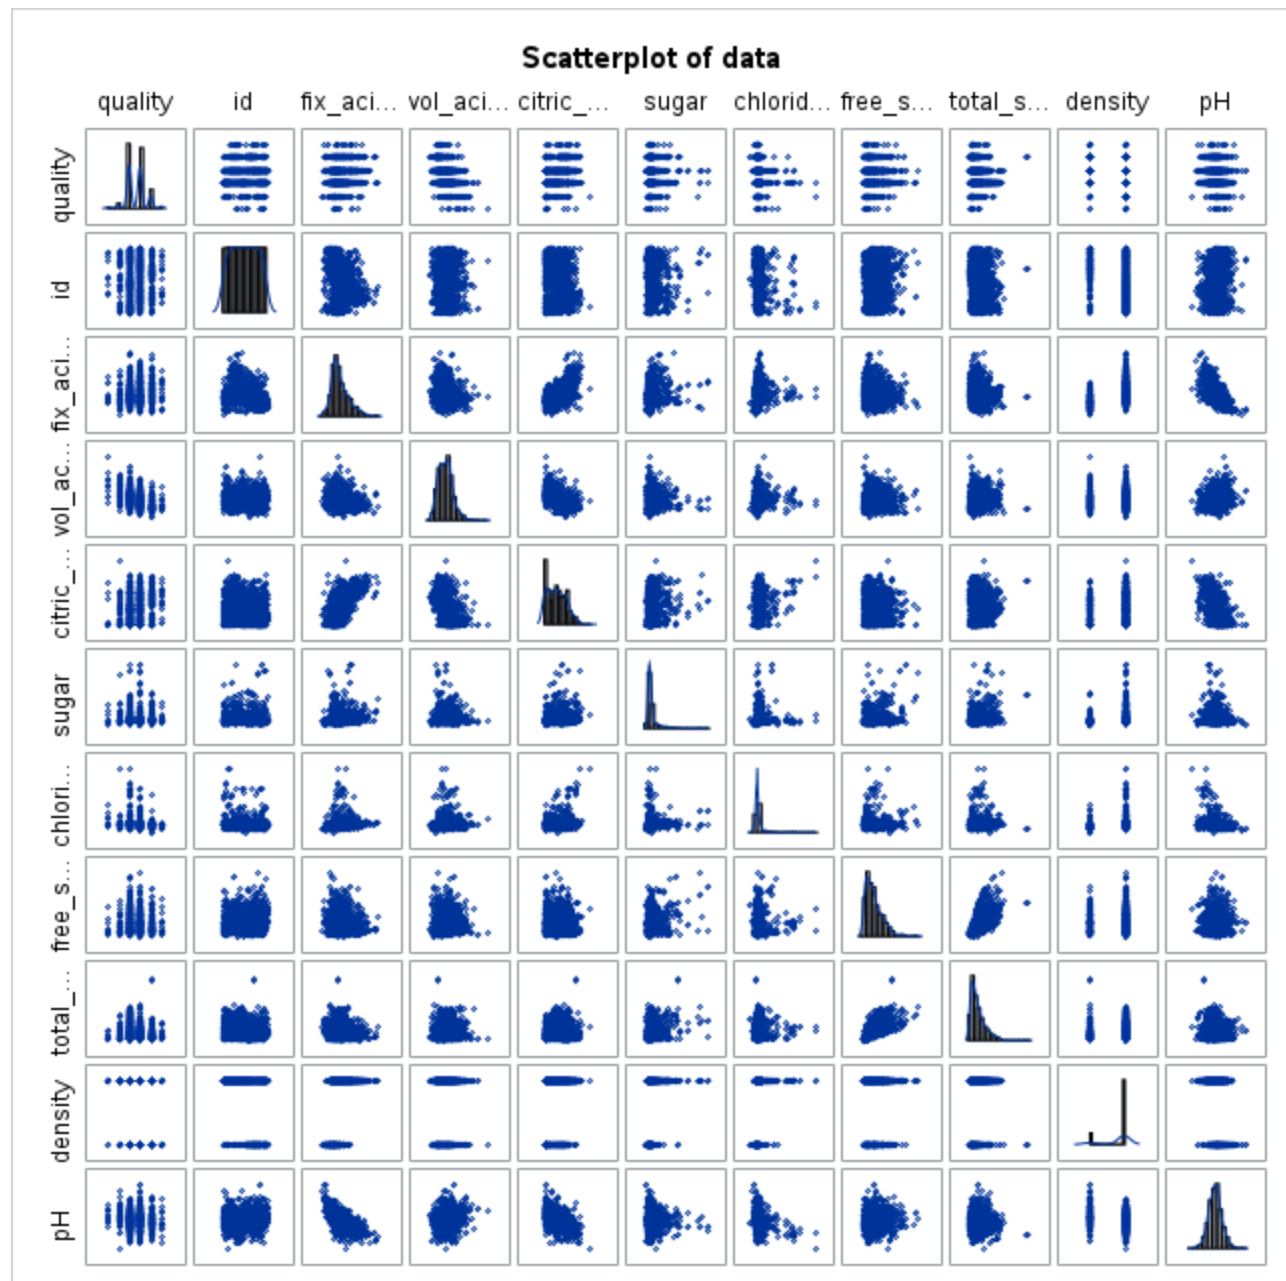 Scatterplot of data
quality id fix_aci... vol_aci... citric_... sugar chlorid... free_s... total_s... density pH
quality
id
fix_aci...
vol_ac...
citric_...
sugar
chlori...
free_s...
total_...
density
pH